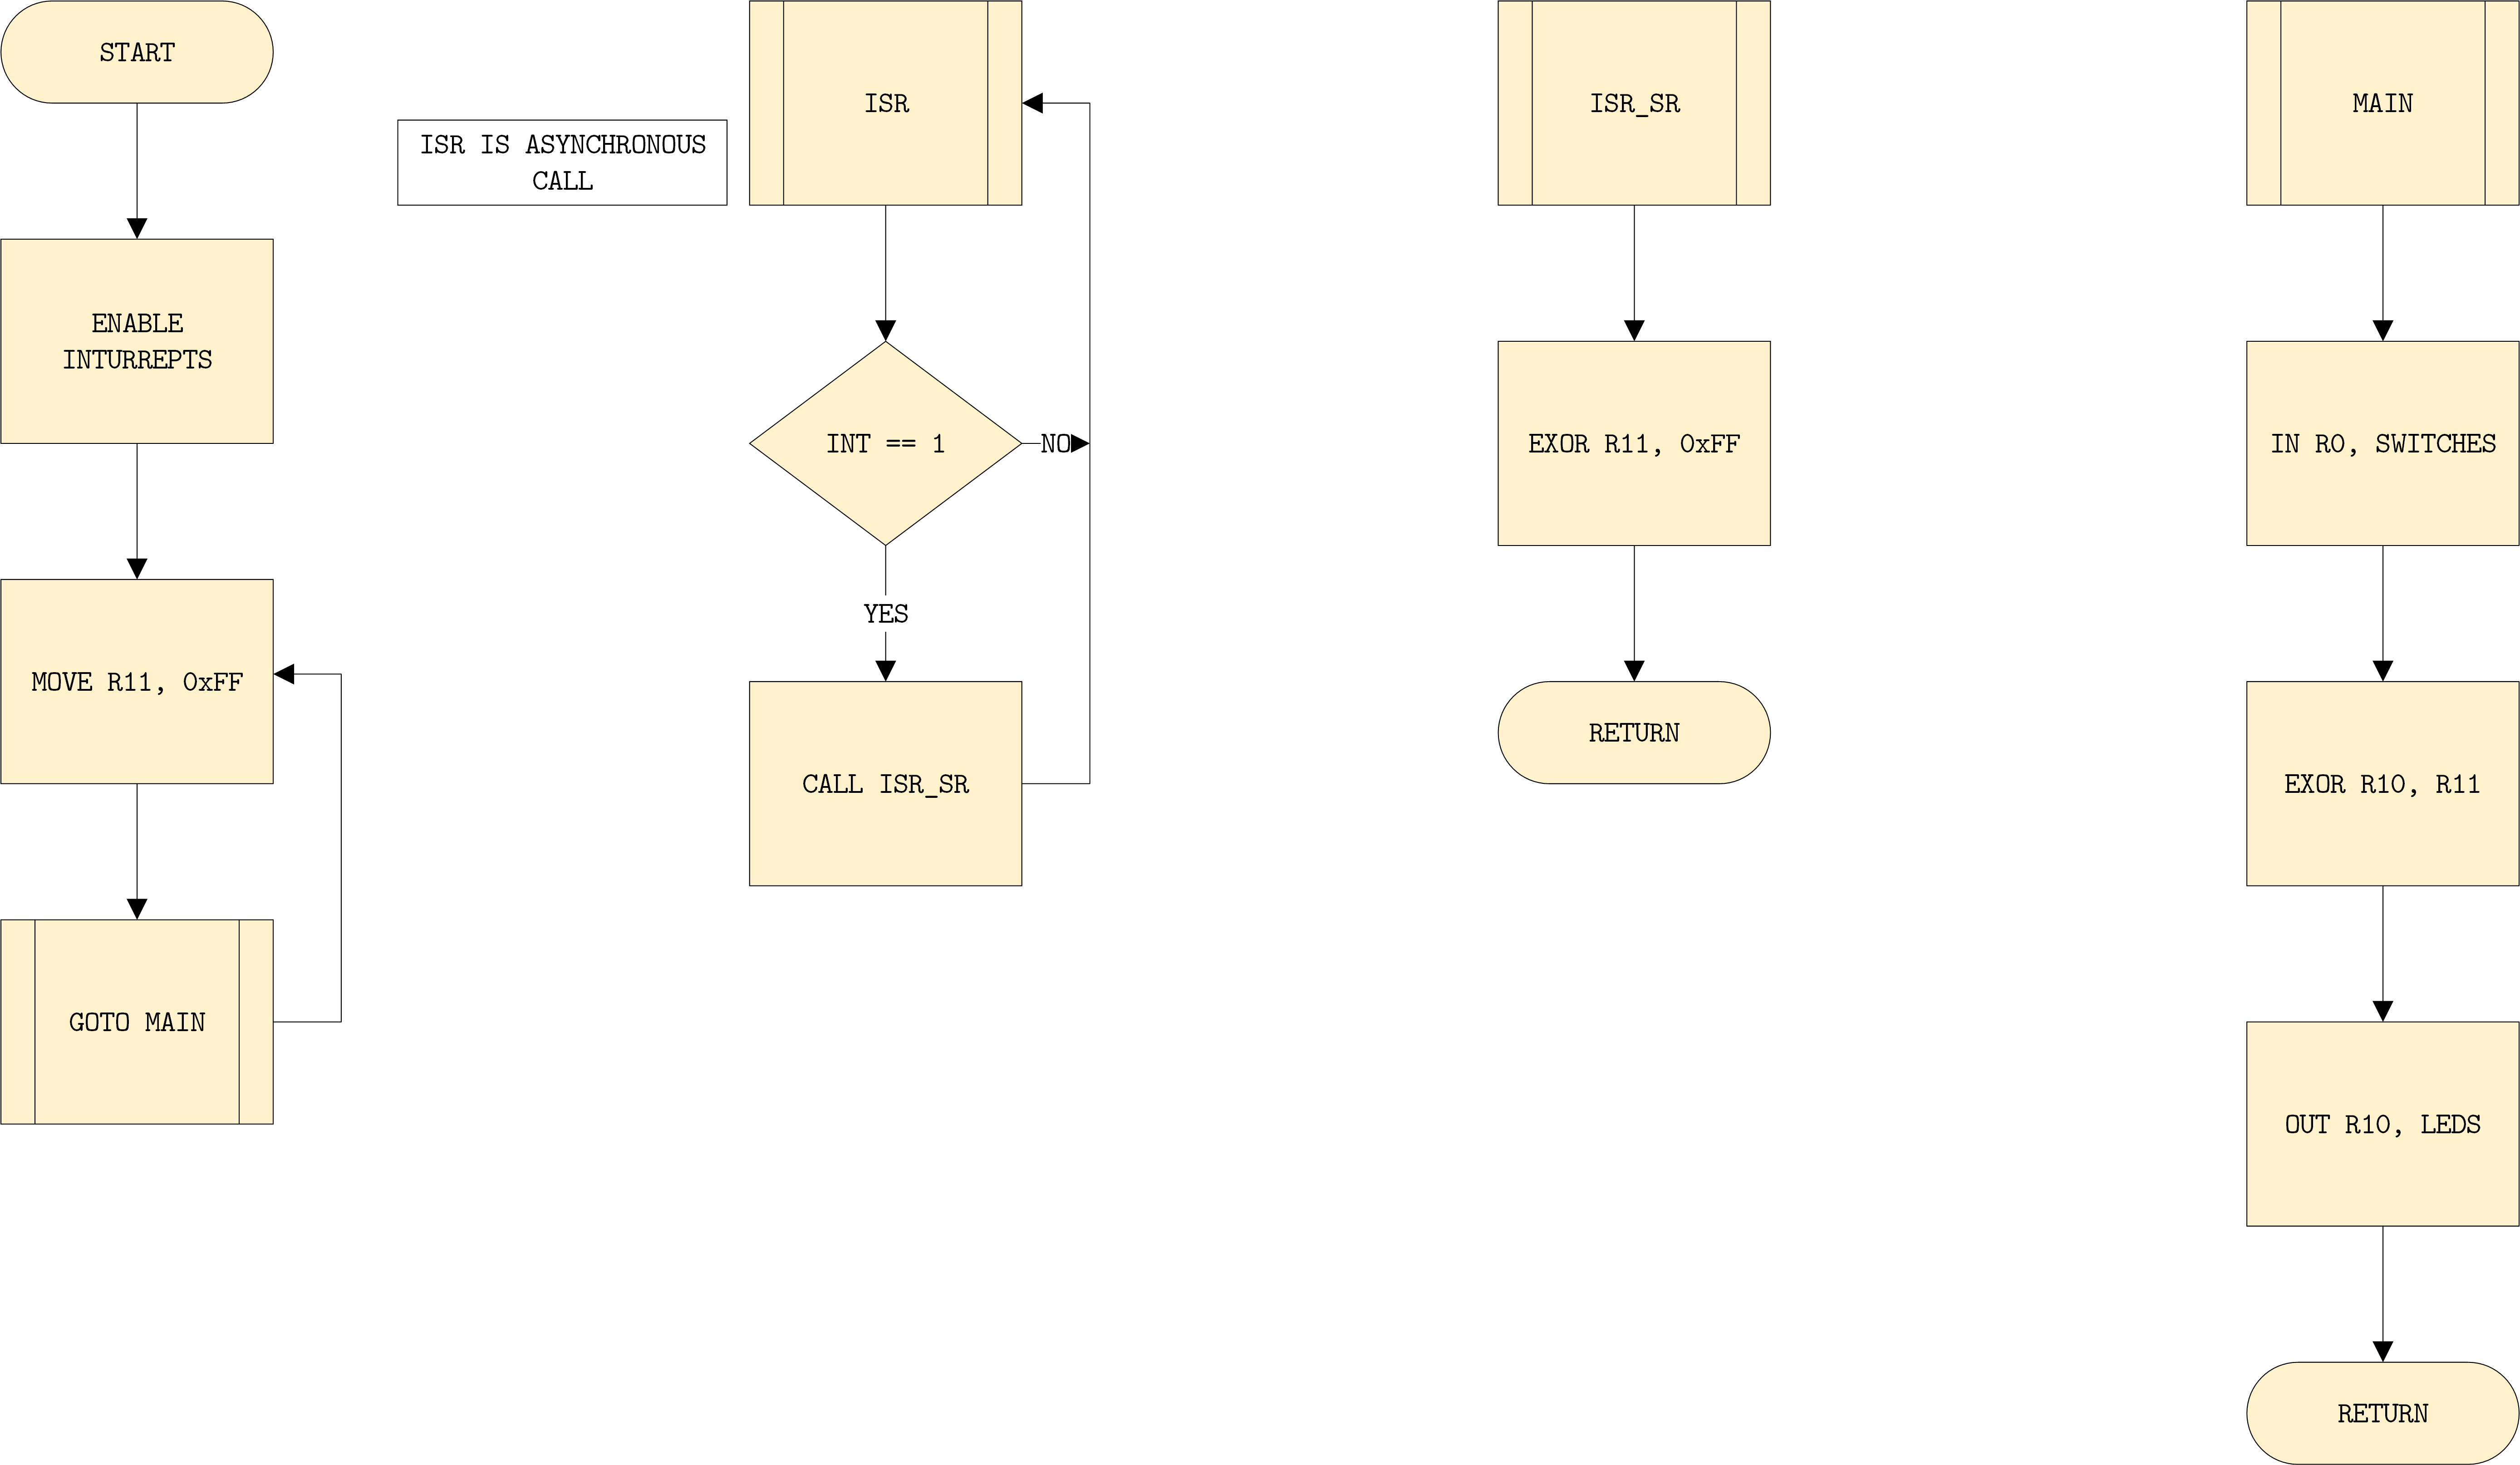 START
ENABLE
INTURREPTS
MOVE R11, 0xFF
GOTO MAIN
ISR IS ASYNCHRONOUS
CALL
ISR
INT == 1
NO
YES
CALL ISR_SR
ISR_SR
EXOR R11, 0xFF
RETURN
MAIN
IN R0, SWITCHES
EXOR R10, R11
OUT R10, LEDS
RETURN